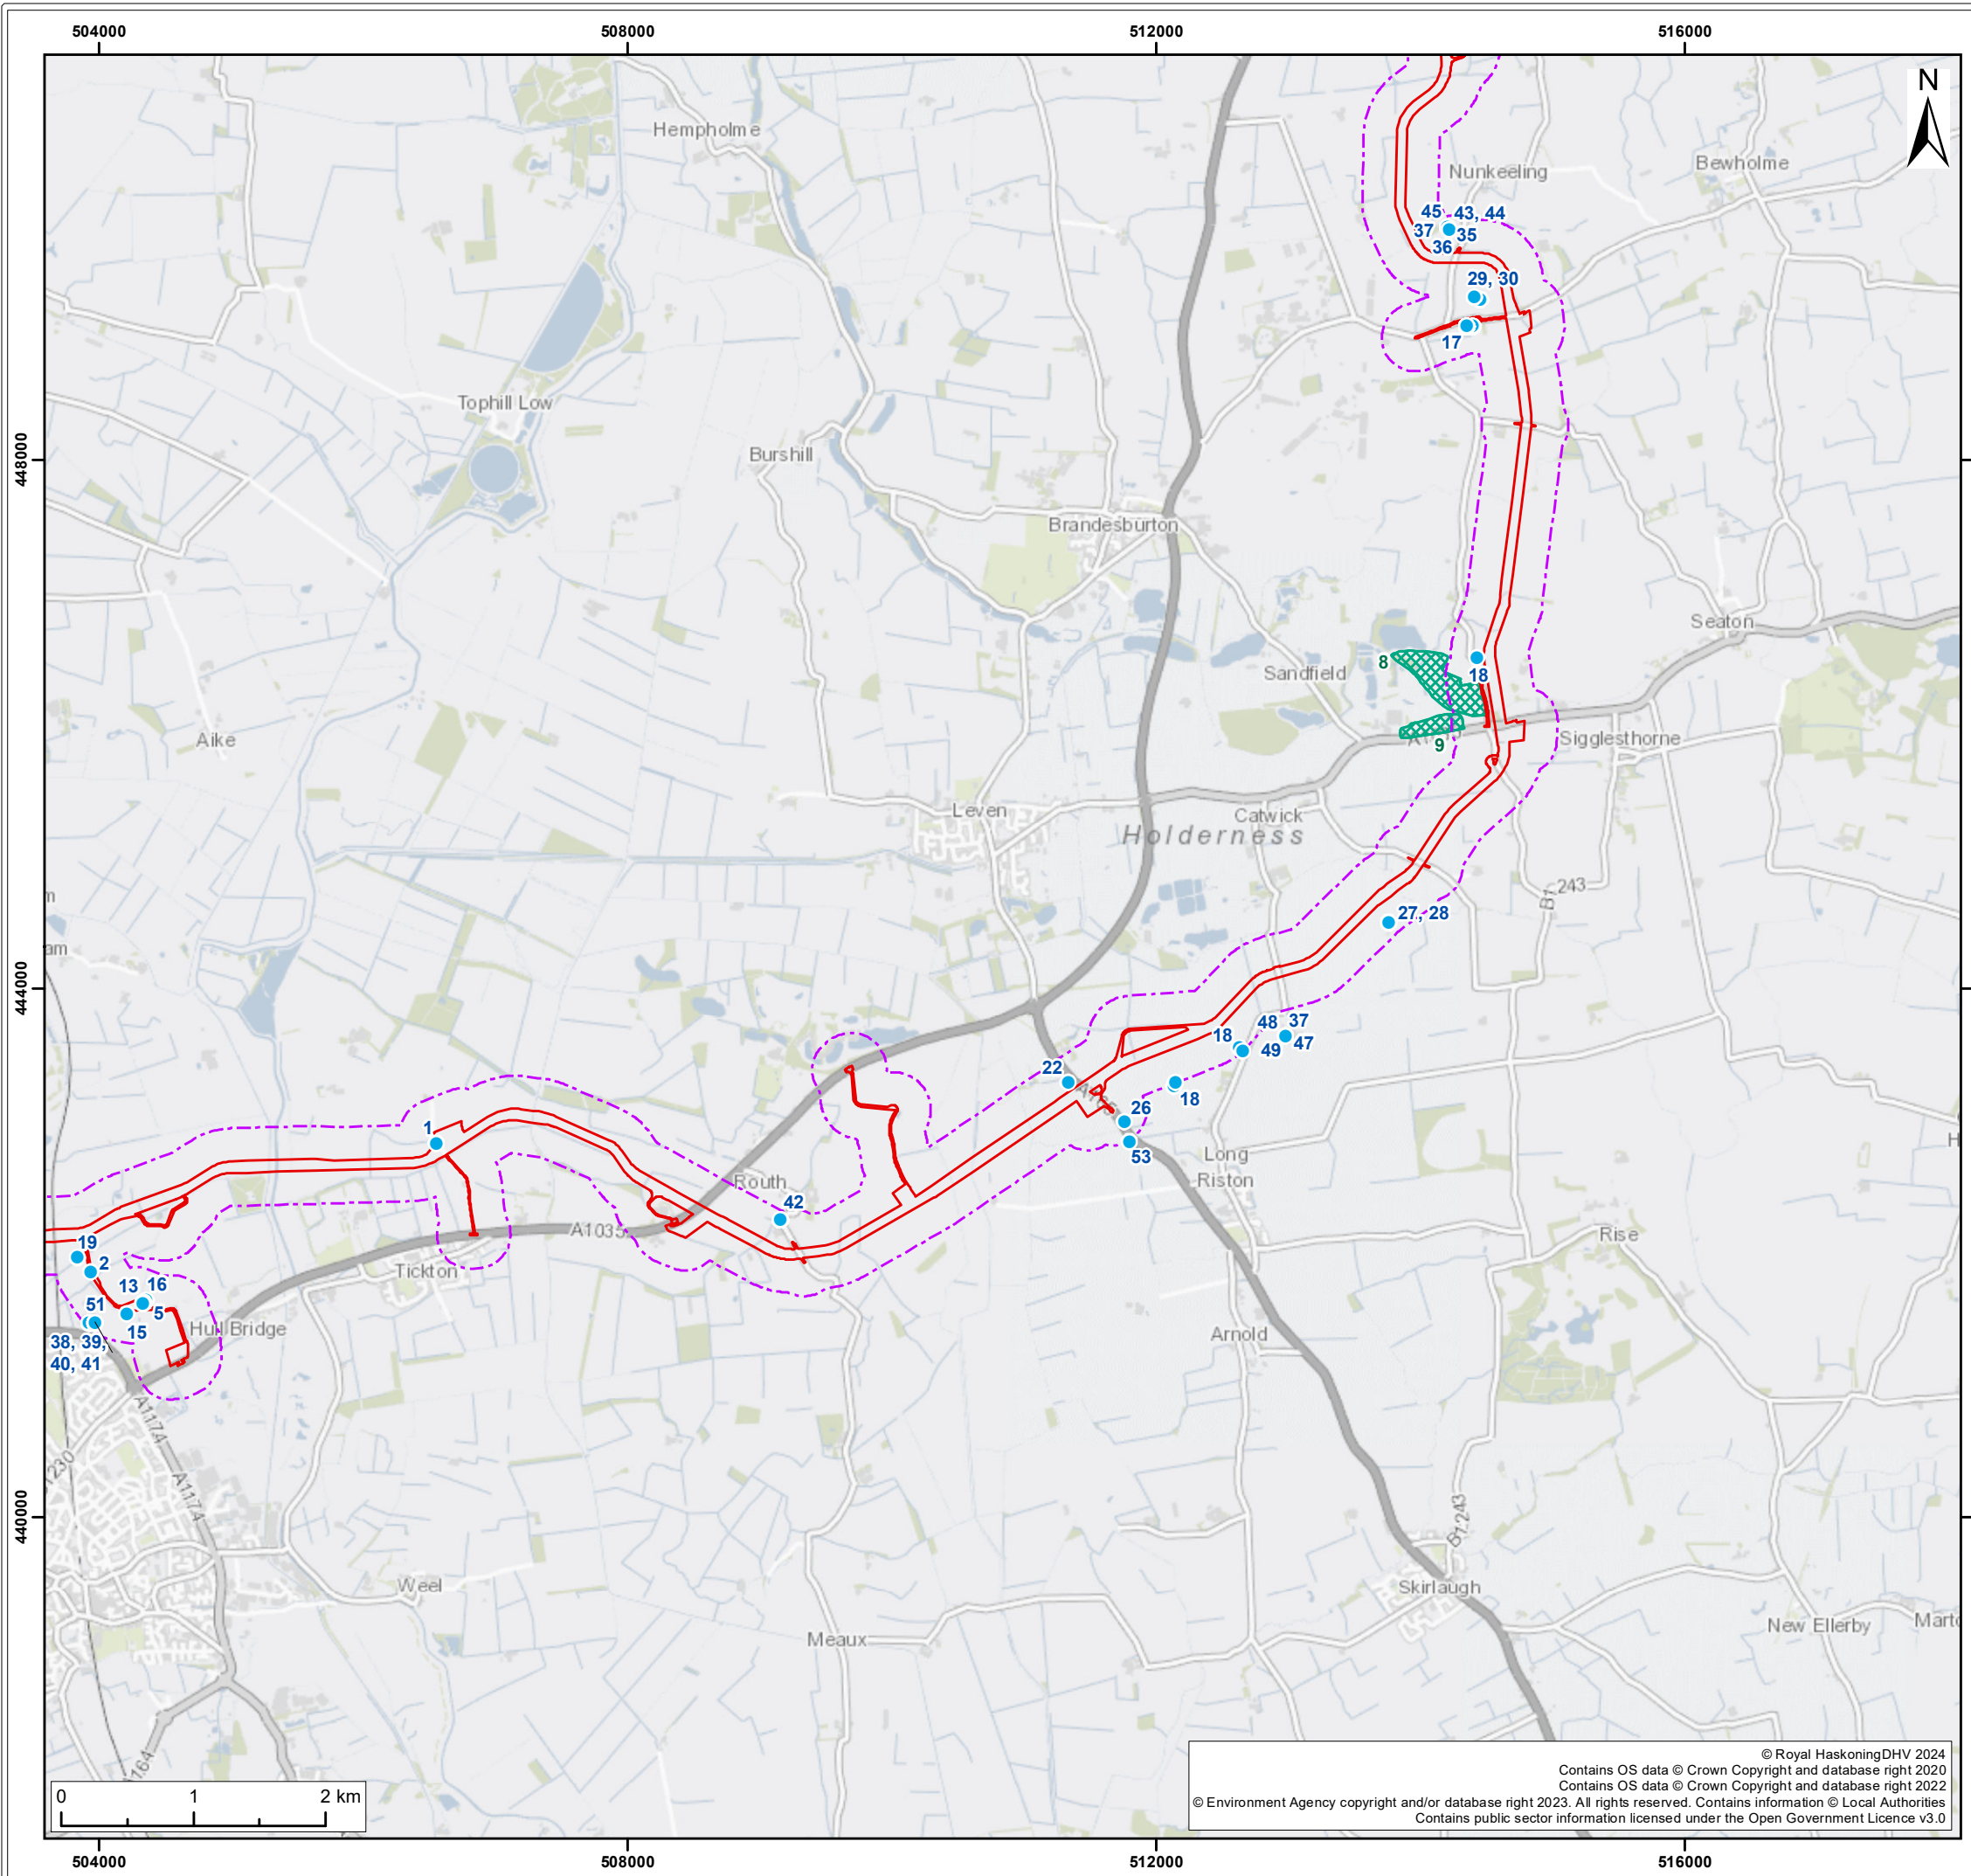 504000 508000 512000 516000
N
Hempholme
Nunkeeling
Bewholme
45 43, 44
37 35
36
29, 30
17
Tophill Low
448000
Burshill
Brandesburton
Seaton
8
Sandfield
18
Aike
9
Sigglesthorne
Leven
Catwick
Holderness
B1243
27, 28
am
444000
48 37
18
49 47
22
18
26
1
53
Long
Riston
Routh
42
A1035
Rise
19
2
Tickton
13 16
51 5
15
Hull Bridge
38, 39,
40, 41
Arnold
A1174
A1174
440000
B1243
Weel
Skirlaugh
New Ellerby
Meaux
0 1 2 km
© Royal HaskoningDHV 2024
Contains OS data © Crown Copyright and database right 2020
Contains OS data © Crown Copyright and database right 2022
© Environment Agency copyright and/or database right 2023. All rights reserved. Contains information © Local Authorities
Contains public sector information licensed under the Open Government Licence v3.0
504000 508000 512000 516000